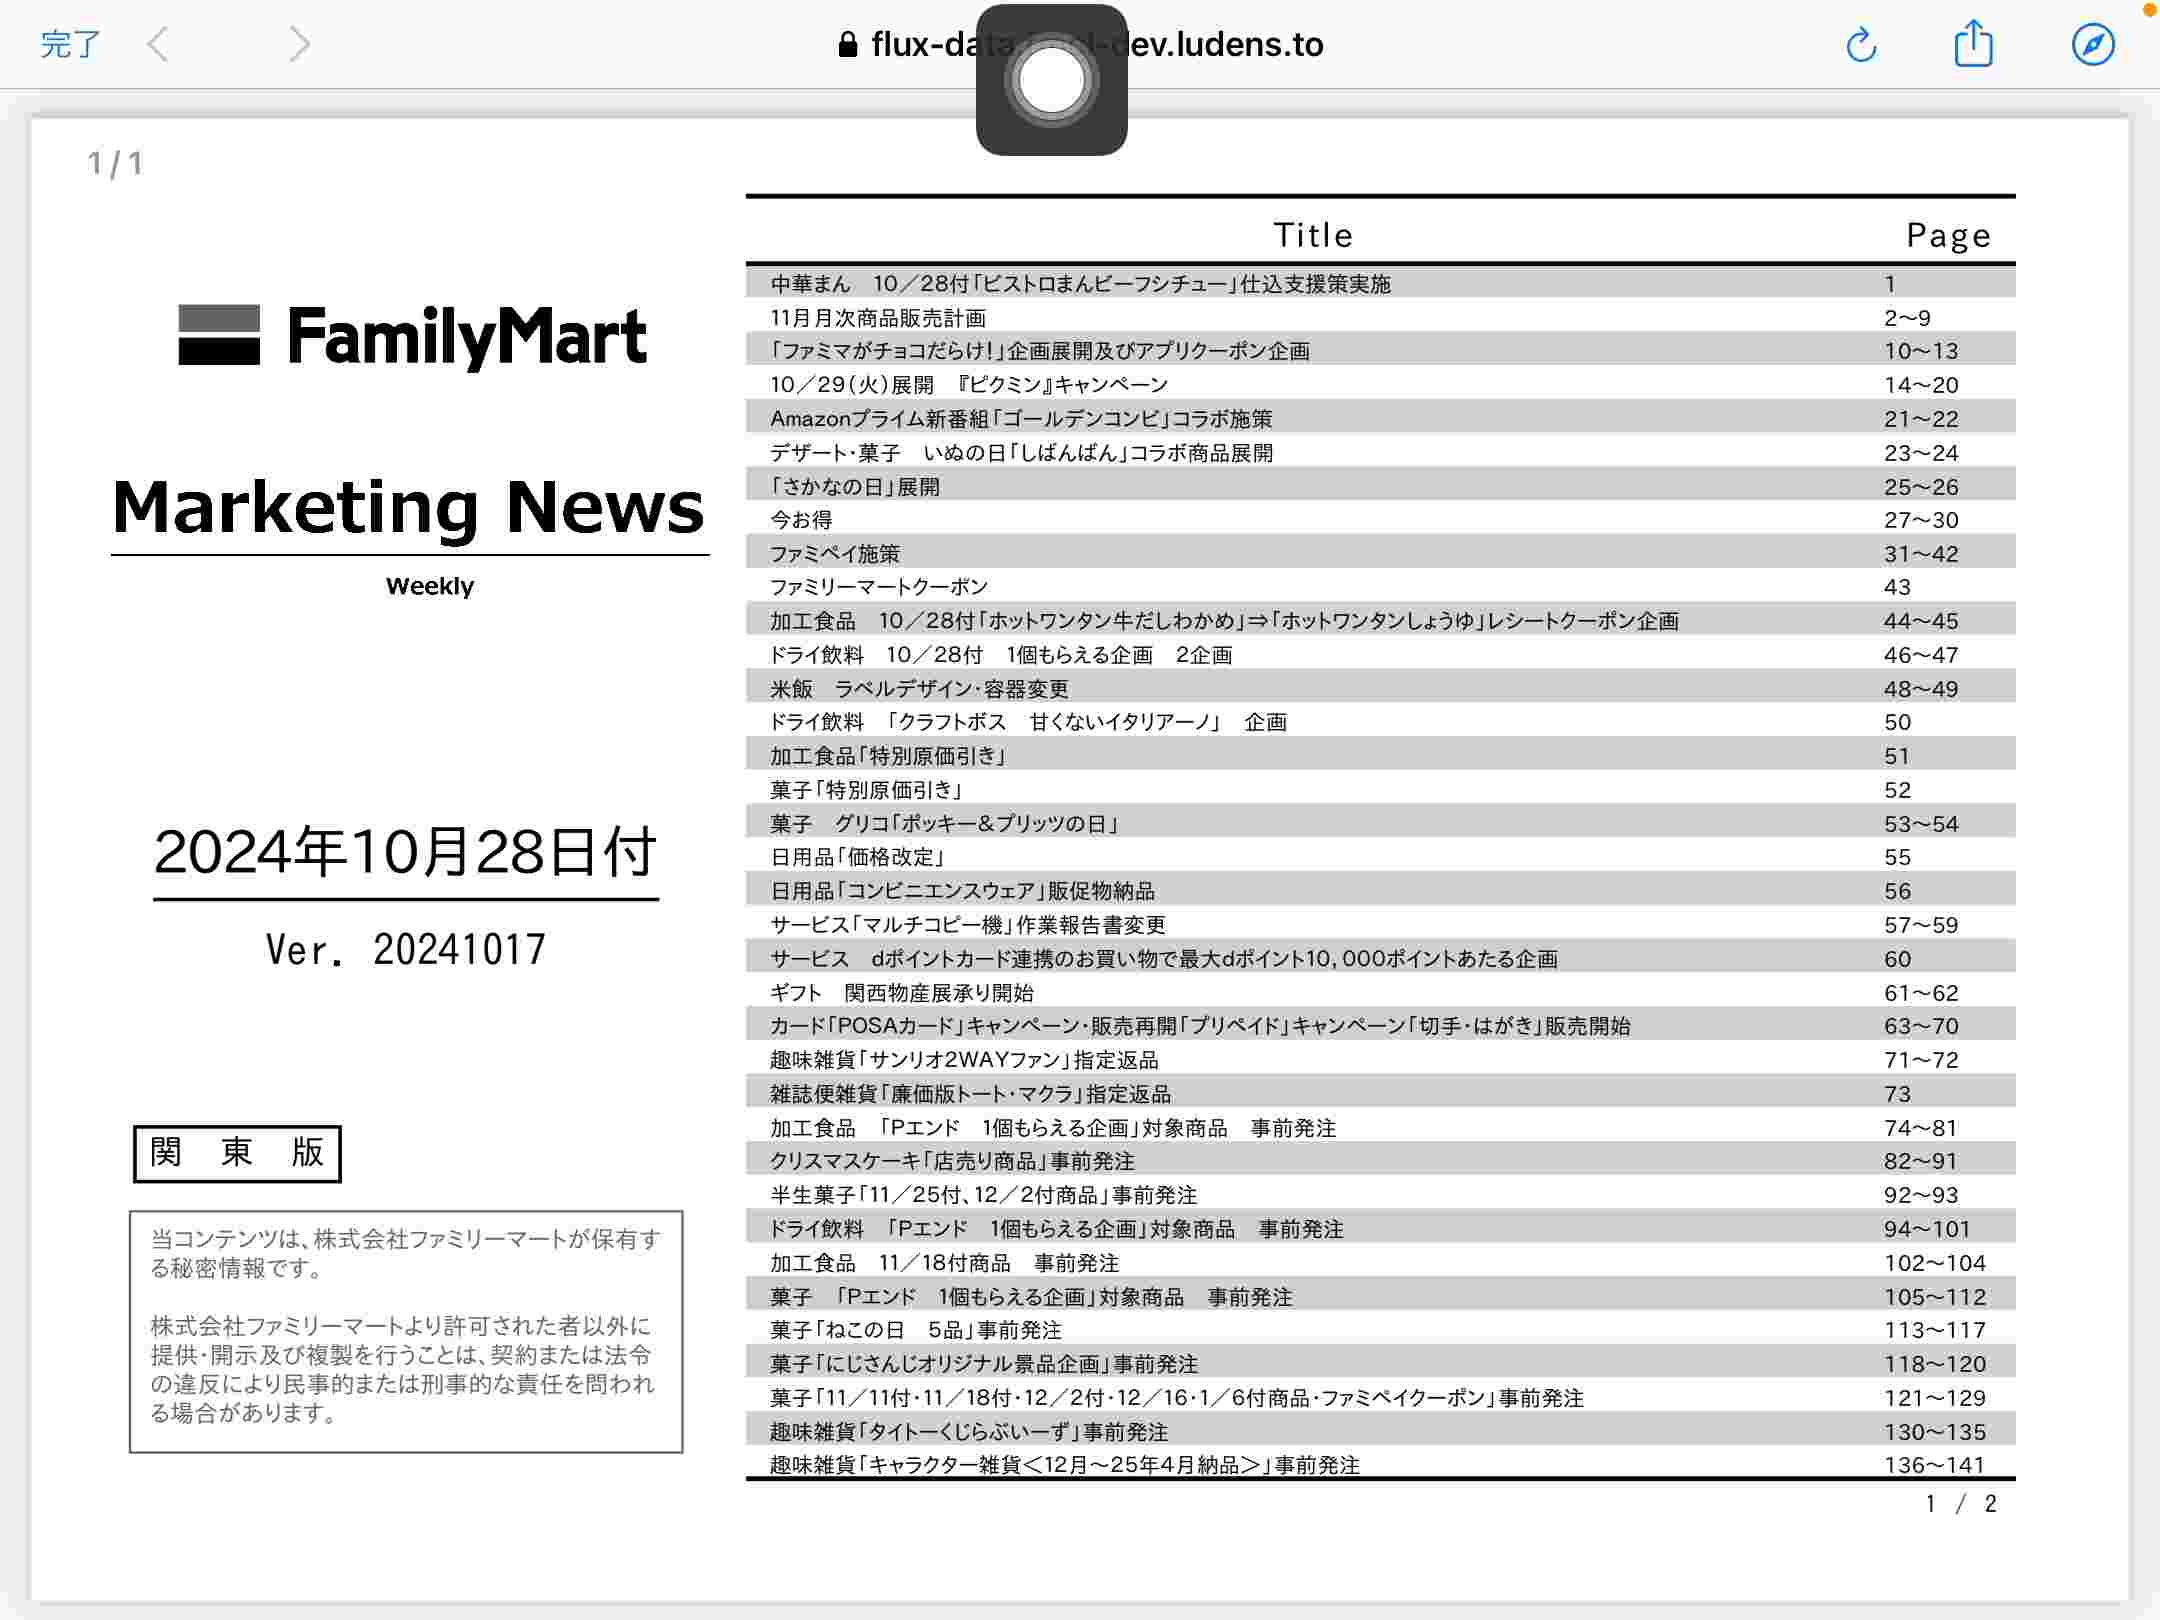 完了
flux-data
dev.ludens.to
1/1
FamilyMart
Marketing News
Weekly
2024年10月28日付
Ver. 20241017
関 東 版
当コンテンツは、株式会社ファミリーマートが保有す
る秘密情報です。
株式会社ファミリーマートより許可された者以外に
提供・開示及び複製を行うことは、契約または法令
の違反により民事的または刑事的な責任を問われ
る場合があります。
Title Page
中華まん 10／28付「ビストロまんビーフシチュー」仕込支援策実施 1
11月月次商品販売計画 2～9
「ファミマがチョコだらけ！」企画展開及びアプリクーポン企画 10～13
10／29（火）展開 『ピクミン』キャンペーン 14～20
Amazonプライム新番組「ゴールデンコンビ」コラボ施策 21～22
デザート・菓子 いぬの日「しばんばん」コラボ商品展開 23～24
「さかなの日」展開 25～26
今お得 27～30
ファミペイ施策 31～42
ファミリーマートクーポン 43
加工食品 10／28付「ホットワンタン牛だしわかめ」⇒「ホットワンタンしょうゆ」レシートクーポン企画 44～45
ドライ飲料 10／28付 1個もらえる企画 2企画 46～47
米飯 ラベルデザイン・容器変更 48～49
ドライ飲料 「クラフトボス 甘くないイタリアーノ」 企画 50
加工食品「特別原価引き」 51
菓子「特別原価引き」 52
菓子 グリコ「ポッキー＆プリッツの日」 53～54
日用品「価格改定」 55
日用品「コンビニエンスウェア」販促物納品 56
サービス「マルチコピー機」作業報告書変更 57～59
サービス dポイントカード連携のお買い物で最大dポイント10,000ポイントあたる企画 60
ギフト 関西物産展承り開始 61～62
カード「POSAカード」キャンペーン・販売再開「プリペイド」キャンペーン「切手・はがき」販売開始 63～70
趣味雑貨「サンリオ2WAYファン」指定返品 71～72
雑誌便雑貨「廉価版トート・マクラ」指定返品 73
加工食品 「Pエンド 1個もらえる企画」対象商品 事前発注 74～81
クリスマスケーキ「店売り商品」事前発注 82～91
半生菓子「11／25付、12／2付商品」事前発注 92～93
ドライ飲料 「Pエンド 1個もらえる企画」対象商品 事前発注 94～101
加工食品 11／18付商品 事前発注 102～104
菓子 「Pエンド 1個もらえる企画」対象商品 事前発注 105～112
菓子「ねこの日 5品」事前発注 113～117
菓子「にじさんじオリジナル景品企画」事前発注 118～120
菓子「11／11付・11／18付・12／2付・12／16・1／6付商品・ファミペイクーポン」事前発注 121～129
趣味雑貨「タイトーくじらぶいーず」事前発注 130～135
趣味雑貨「キャラクター雑貨＜12月～25年4月納品＞」事前発注 136～141
1 / 2